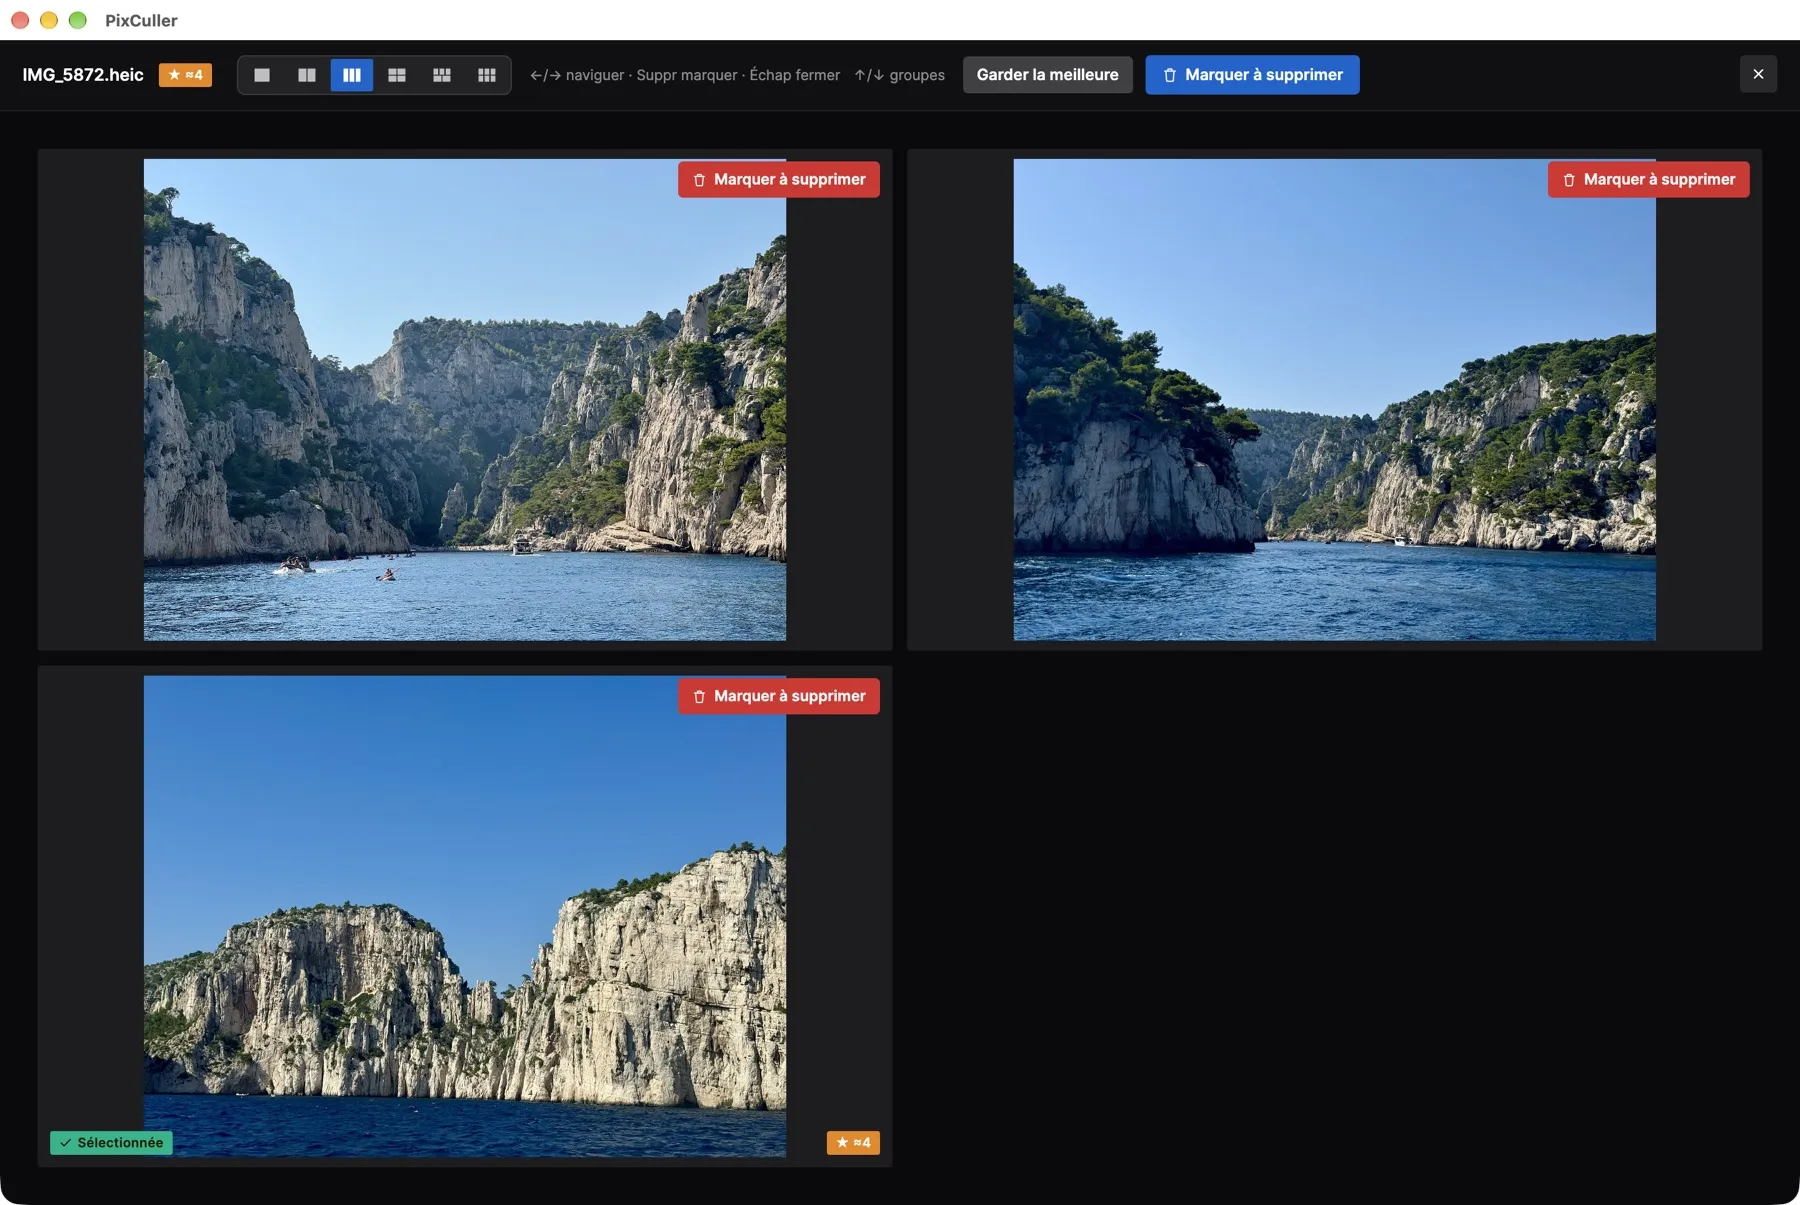 PixCuller
IMG_5872.heic ★ ≈4 ←/→ naviguer · Suppr marquer · Échap fermer ↑/↓ groupes Garder la meilleure Marquer à supprimer ✕
Marquer à supprimer
Marquer à supprimer
Marquer à supprimer
✓ Sélectionnée
★ ≈4